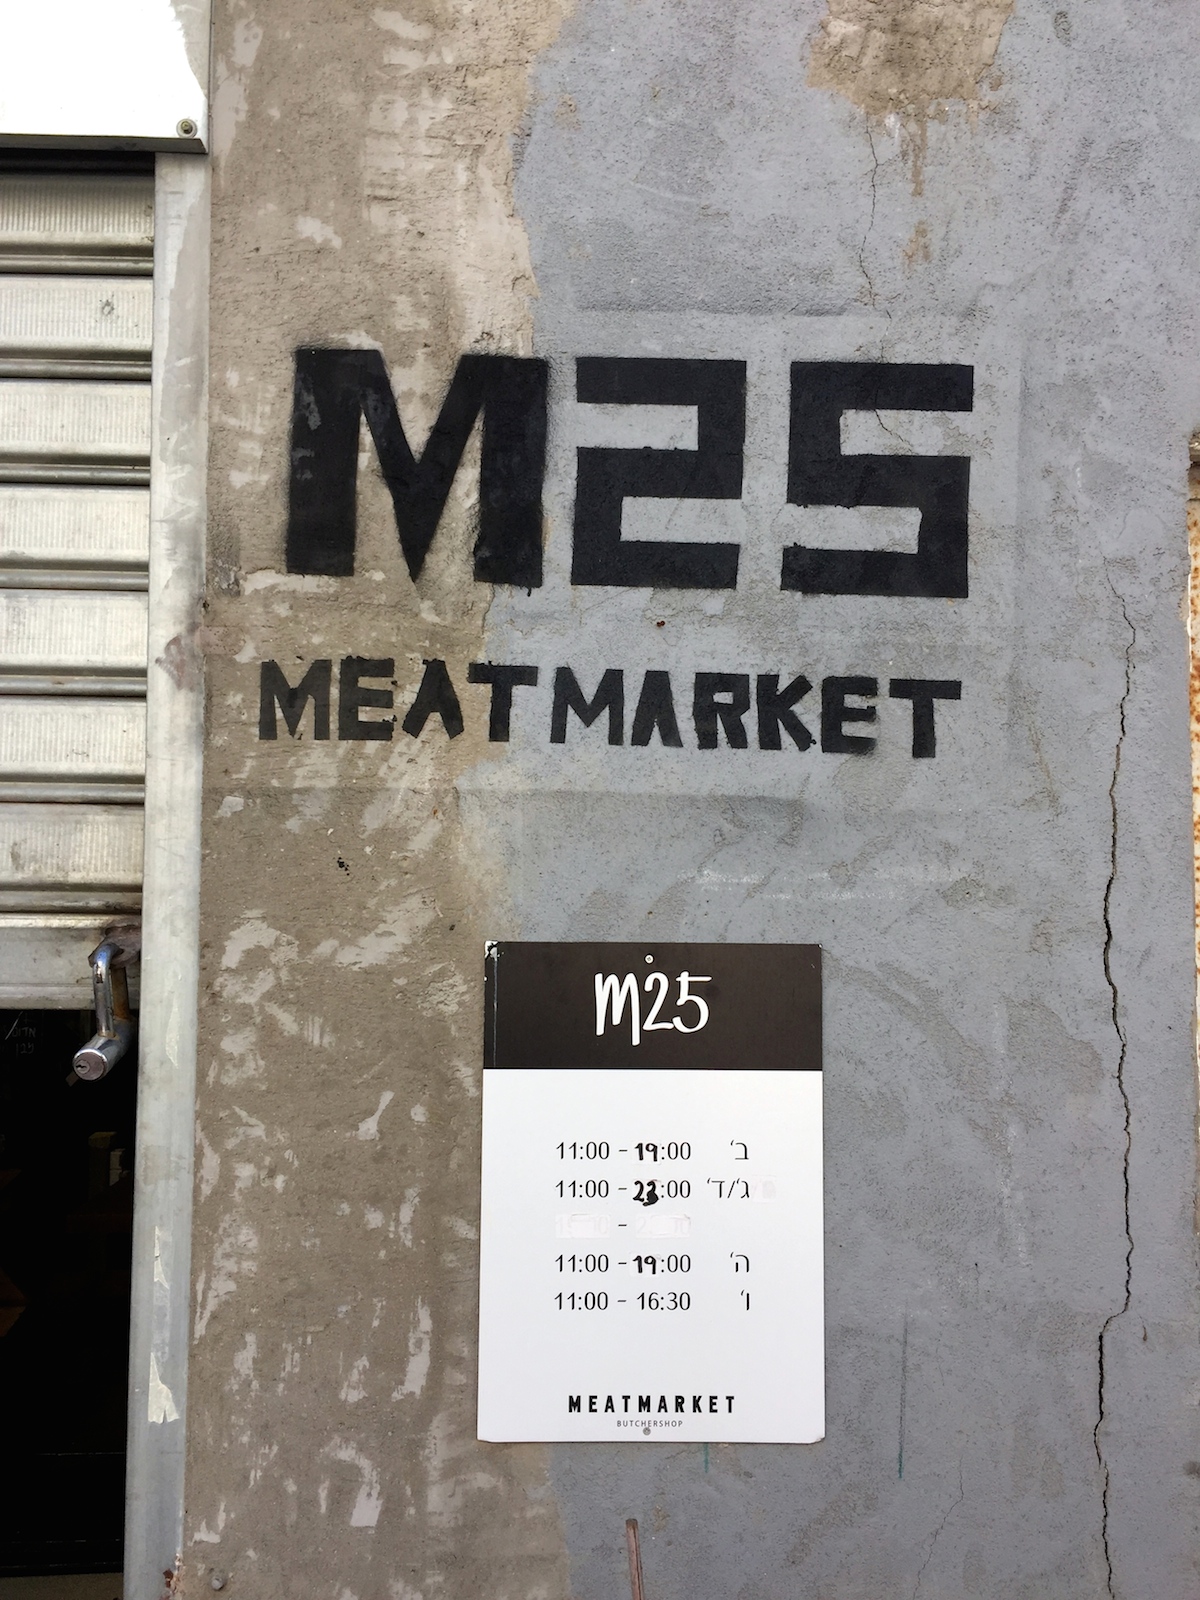 M25
MEATMARKET
M25
11:00 - 19:00 ב'
11:00 - 23:00 ג'/ד'
-
11:00 - 19:00 ה'
11:00 - 16:30 ו'
MEATMARKET
BUTCHERSHOP